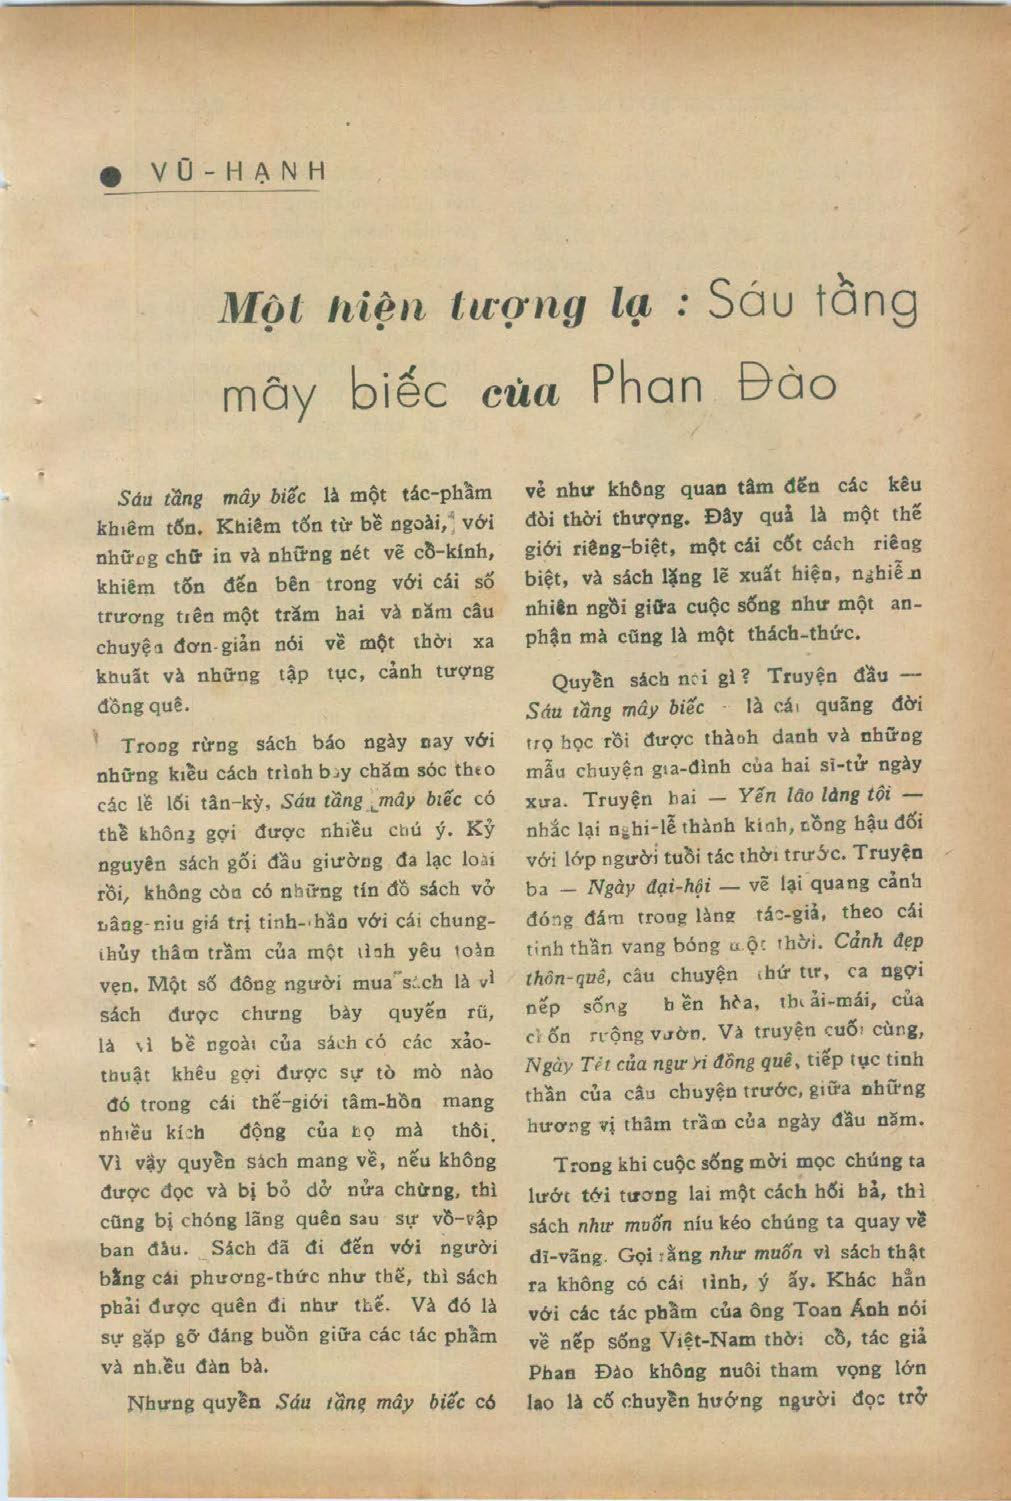 VŨ-HẠNH
Một hiện tượng lạ : Sáu tầng
mây biếc của Phan Đào
Sáu tầng mây biếc là một tác-phẩm
khiêm tốn. Khiêm tốn từ bề ngoài, với
những chữ in và những nét vẽ cồ-kính,
khiêm tốn đến bên trong với cái số
trương trên một trăm hai và năm câu
chuyện đơn-giản nói về một thời xa
khuất và những tập tục, cảnh tượng
đồng quê.
Trong rừng sách báo ngày nay với
những kiều cách trình bày chăm sóc theo
các lề lối tân-kỳ, Sáu tầng mây biếc có
thề không gợi được nhiều chú ý. Kỷ
nguyên sách gối đầu giường đa lạc loài
rồi, không còn có những tín đồ sách vở
nâng-niu giá trị tinh-thần với cái chung-
thủy thâm trầm của một tình yêu toàn
vẹn. Một số đông người mua sách là vì
sách được chưng bày quyến rũ,
là vì bề ngoài của sách có các xảo-
thuật khêu gợi được sự tò mò nào
đó trong cái thế-giới tâm-hồn mang
nhiều kích động của họ mà thôi.
Vì vậy quyền sách mang về, nếu không
được đọc và bị bỏ dở nửa chừng, thì
cũng bị chóng lãng quên sau sự vồ-vập
ban đầu. Sách đã đi đến với người
bằng cái phương-thức như thế, thì sách
phải được quên đi như thế. Và đó là
sự gặp gỡ đáng buồn giữa các tác phầm
và nhiều đàn bà.
Nhưng quyền Sáu tầng mây biếc có
vẻ như không quan tâm đến các kêu
đòi thời thượng. Đây quả là một thế
giới riêng-biệt, một cái cốt cách riêng
biệt, và sách lặng lẽ xuất hiện, nghiễn
nhiên ngồi giữa cuộc sống như một an-
phận mà cũng là một thách-thức.
Quyền sách nói gì? Truyện đầu —
Sáu tầng mây biếc - là cái quãng đời
trọ học rồi được thành danh và những
mẫu chuyện gia-đình của hai sĩ-tử ngày
xưa. Truyện hai — Yến lão làng tôi —
nhắc lại nghi-lễ thành kính, nồng hậu đối
với lớp người tuồi tác thời trước. Truyện
ba — Ngày đại-hội — vẽ lại quang cảnh
đóng đám trong làng tác-giả, theo cái
tinh thần vang bóng một thời. Cảnh đẹp
thôn-quê, câu chuyện thứ tư, ca ngợi
nếp sống hiền hòa, thoải-mái, của
chốn ruộng vườn. Và truyện cuối cùng,
Ngày Tết của người đồng quê, tiếp tục tinh
thần của câu chuyện trước, giữa những
hương vị thâm trầm của ngày đầu năm.
Trong khi cuộc sống mời mọc chúng ta
lướt tới tương lai một cách hối hả, thì
sách như muốn níu kéo chúng ta quay về
dĩ-vãng. Gọi rằng như muốn vì sách thật
ra không có cái tình, ý ấy. Khác hẳn
với các tác phầm của ông Toan Ánh nói
về nếp sống Việt-Nam thời cồ, tác giả
Phan Đào không nuôi tham vọng lớn
lao là cố chuyền hướng người đọc trở